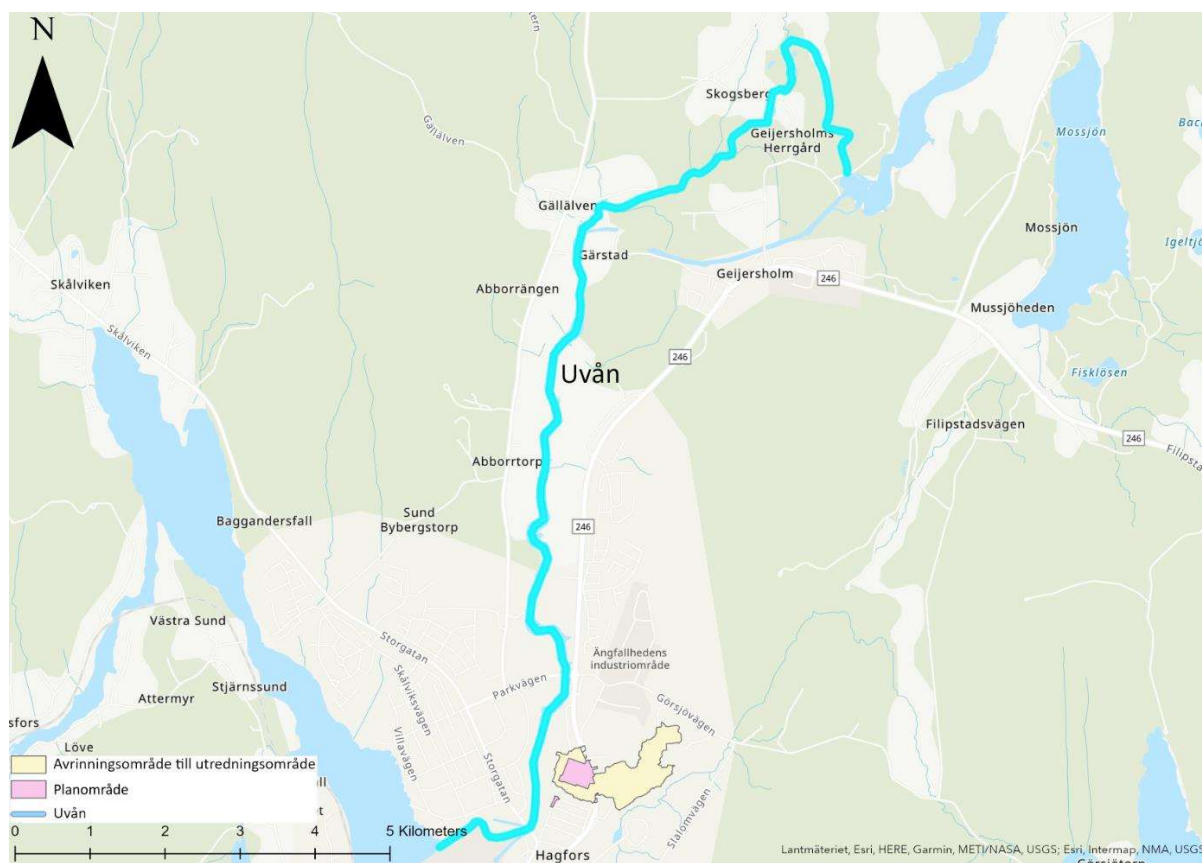 N
Gällälven
Skogsberg
Geijersholms
Herrgård
Mossjön
Gällälven
Mossjön
Gärstad
Geijersholm
246
Skålviken
Abborrängen
Mussjöheden
Skålviken
246
Uvån
Fisklösen
Filipstadsvägen
246
Abborrtorp
Sund
Bybergstorp
Baggandersfall
246
Västra Sund
Storgatan
Ängfallhedens
industriområde
Stjärnssund
Skålviksvägen
Parkvägen
Görsjövägen
Attermyr
Villavägen
sfors
Löve
Storgatan
Avrinningsområde till utredningsområde
Planområde
Uvån
Slalomvägen
0 1 2 3 4 5 Kilometers
Hagfors
Lantmäteriet, Esri, HERE, Garmin, METI/NASA, USGS; Esri, Intermap, NMA, USGS